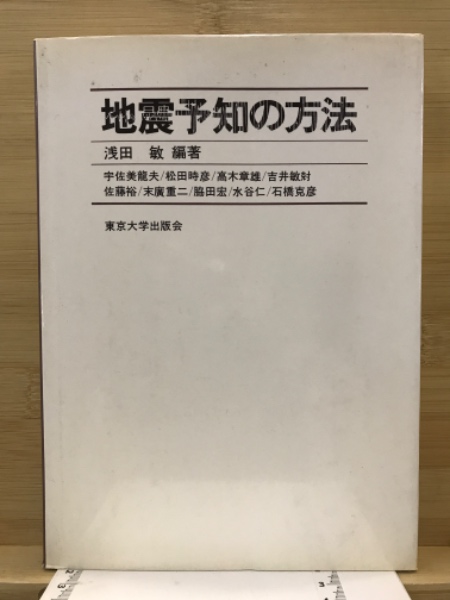 地震予知の方法
浅田 敏 編著
宇佐美龍夫/松田時彦/高木章雄/吉井敏尅
佐藤裕/末廣重二/脇田宏/水谷仁/石橋克彦
東京大学出版会